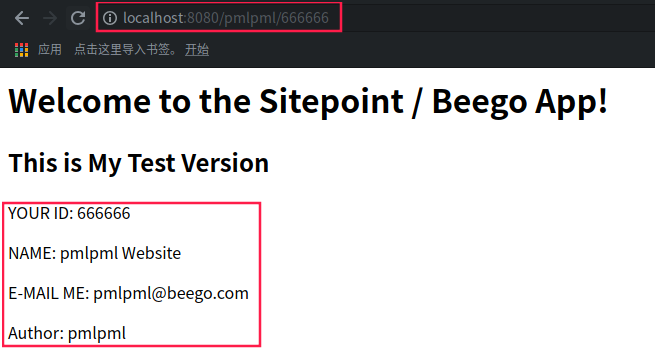 localhost:8080/pmlpml/666666
应用 点击这里导入书签。 开始
Welcome to the Sitepoint / Beego App!
This is My Test Version
YOUR ID: 666666
NAME: pmlpml Website
E-MAIL ME: pmlpml@beego.com
Author: pmlpml